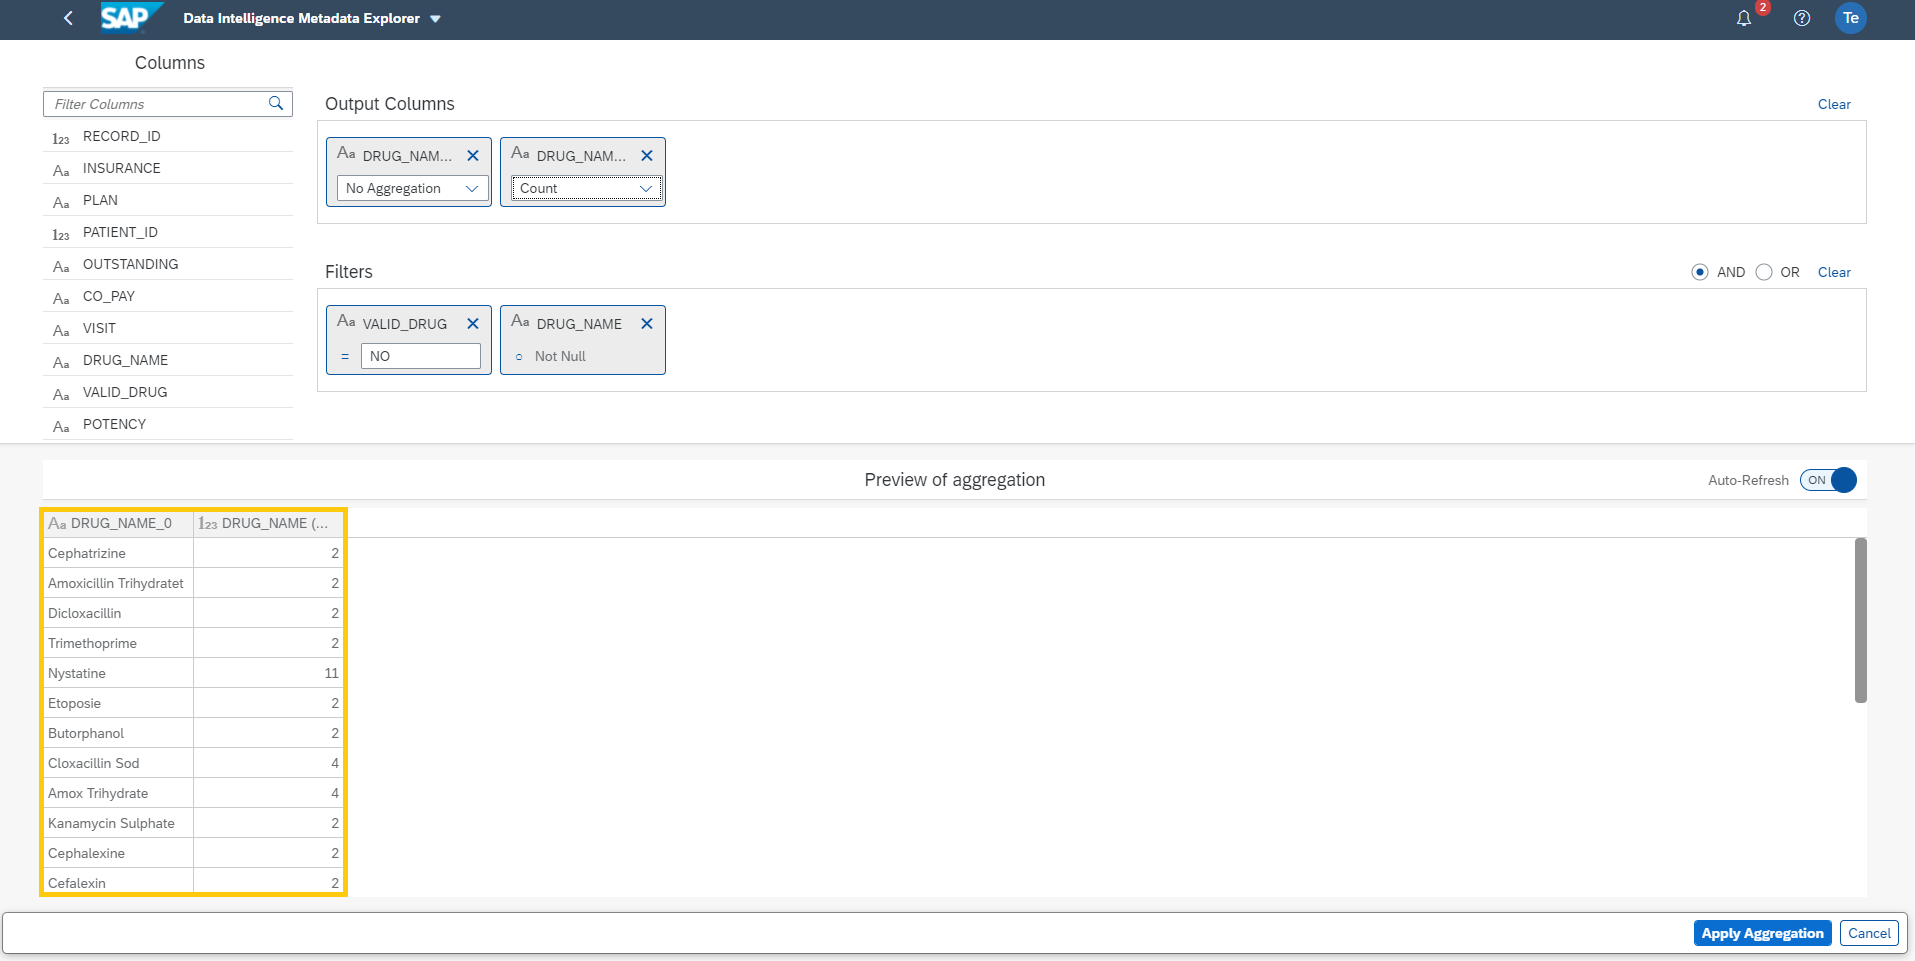 SAP
Data Intelligence Metadata Explorer
2
Te
Columns
Filter Columns
123 RECORD_ID
Aa INSURANCE
Aa PLAN
123 PATIENT_ID
Aa OUTSTANDING
Aa CO_PAY
Aa VISIT
Aa DRUG_NAME
Aa VALID_DRUG
Aa POTENCY
Output Columns
Clear
Aa DRUG_NAM...
No Aggregation
Aa DRUG_NAM...
Count
Filters
AND OR Clear
Aa VALID_DRUG
= NO
Aa DRUG_NAME
Not Null
Preview of aggregation
Auto-Refresh ON
Aa DRUG_NAME_0 123 DRUG_NAME (...
Cephatrizine 2
Amoxicillin Trihydratet 2
Dicloxacillin 2
Trimethoprime 2
Nystatine 11
Etoposie 2
Butorphanol 2
Cloxacillin Sod 4
Amox Trihydrate 4
Kanamycin Sulphate 2
Cephalexine 2
Cefalexin 2
Apply Aggregation Cancel